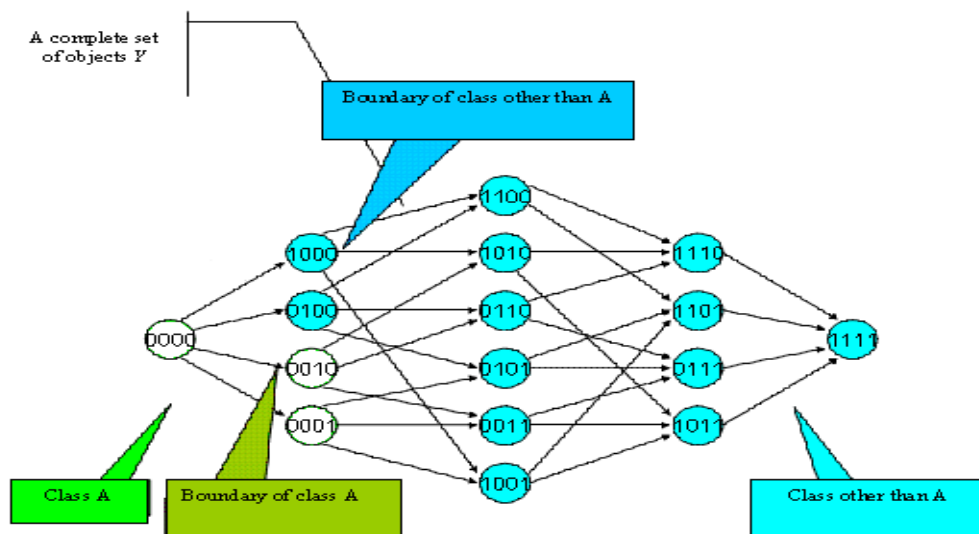 A complete set
of objects Y
Boundary of class other than A
1100
1000
1010
1110
0100
0110
1101
0000
1111
0010
0101
0111
0001
0011
1011
1001
Class A
Boundary of class A
Class other than A